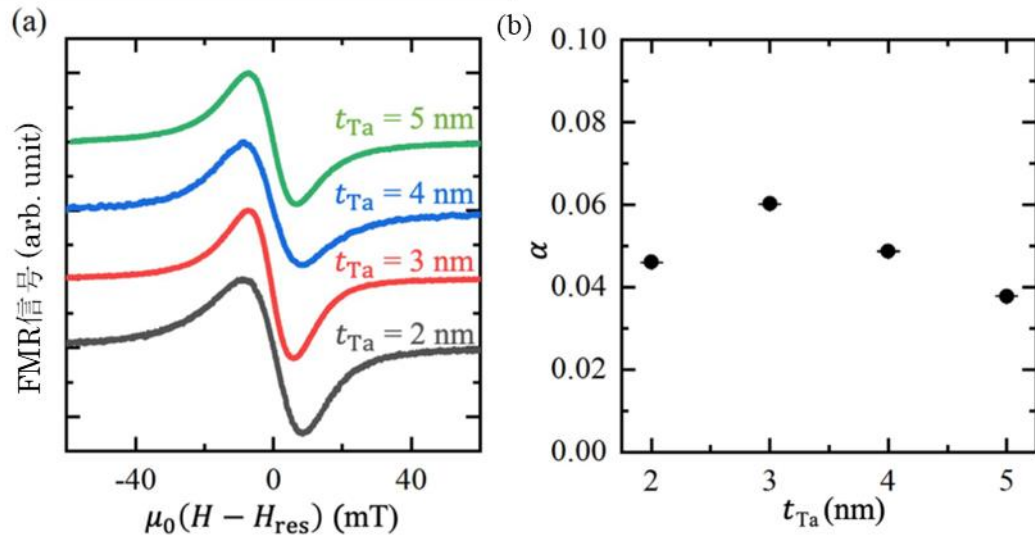 (a)
FMR信号 (arb. unit)
t_Ta = 5 nm
t_Ta = 4 nm
t_Ta = 3 nm
t_Ta = 2 nm
-40 0 40
μ₀(H − H_res) (mT)
(b)
α
0.10
0.08
0.06
0.04
0.02
0.00
2 3 4 5
t_Ta (nm)